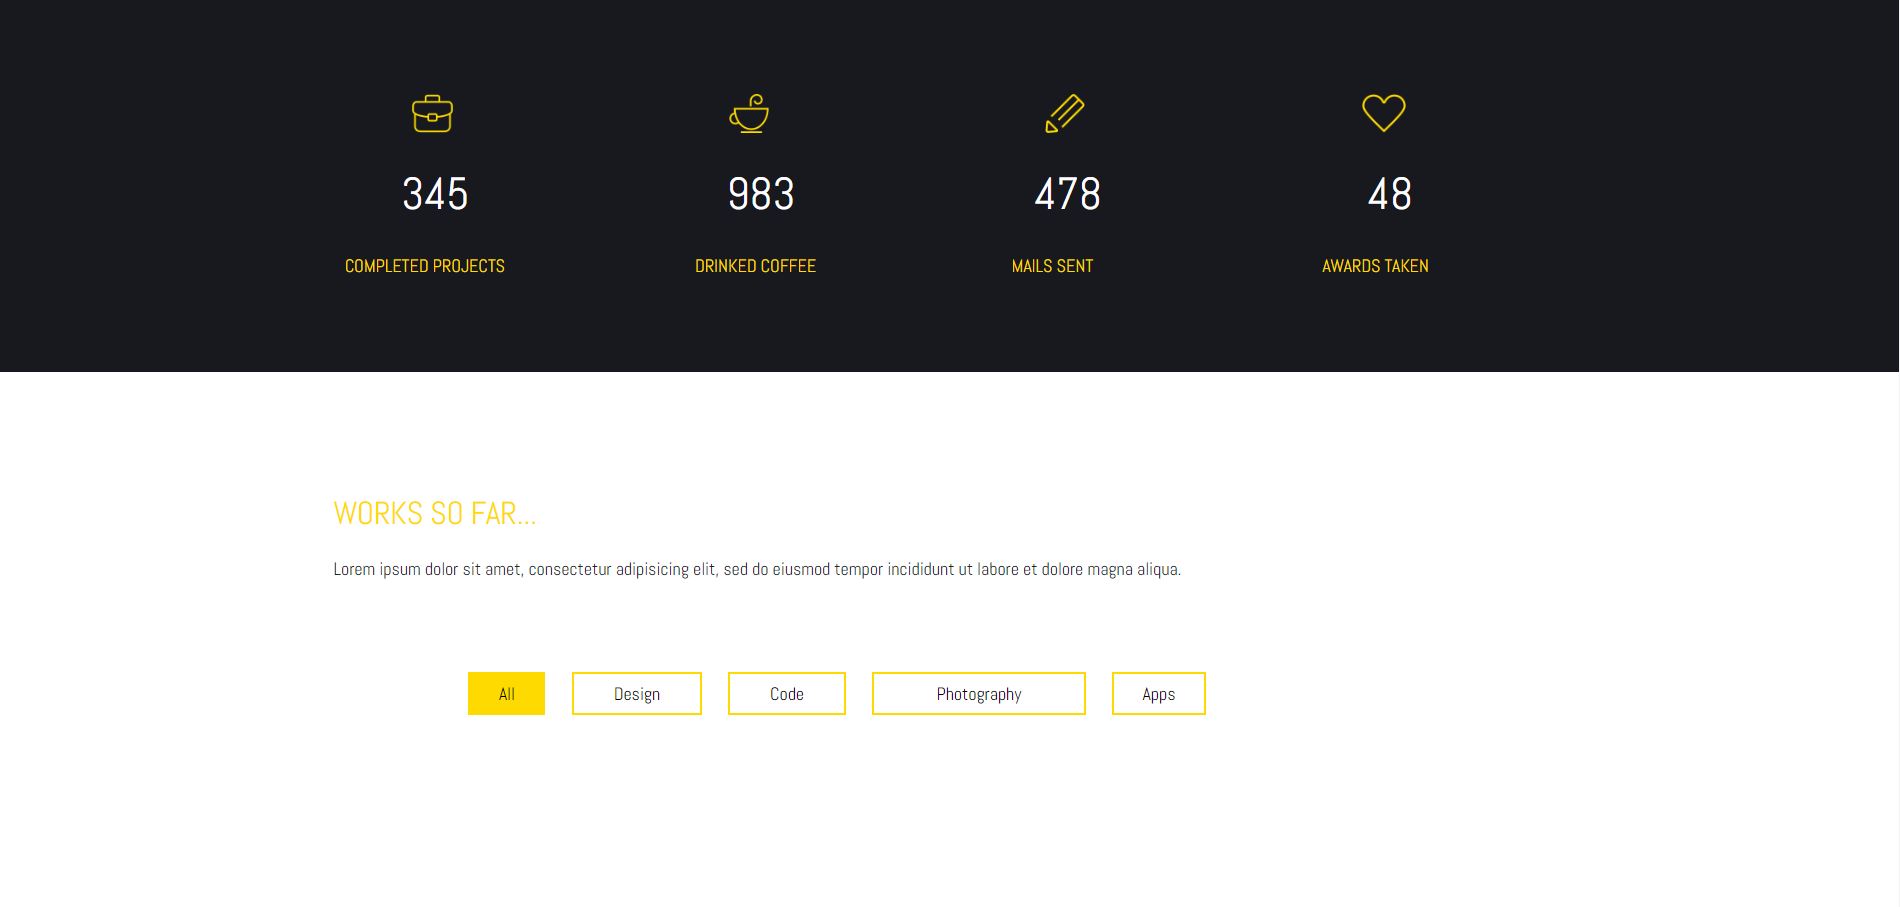 345 983 478 48
COMPLETED PROJECTS DRINKED COFFEE MAILS SENT AWARDS TAKEN
WORKS SO FAR...
Lorem ipsum dolor sit amet, consectetur adipisicing elit, sed do eiusmod tempor incididunt ut labore et dolore magna aliqua.
All Design Code Photography Apps